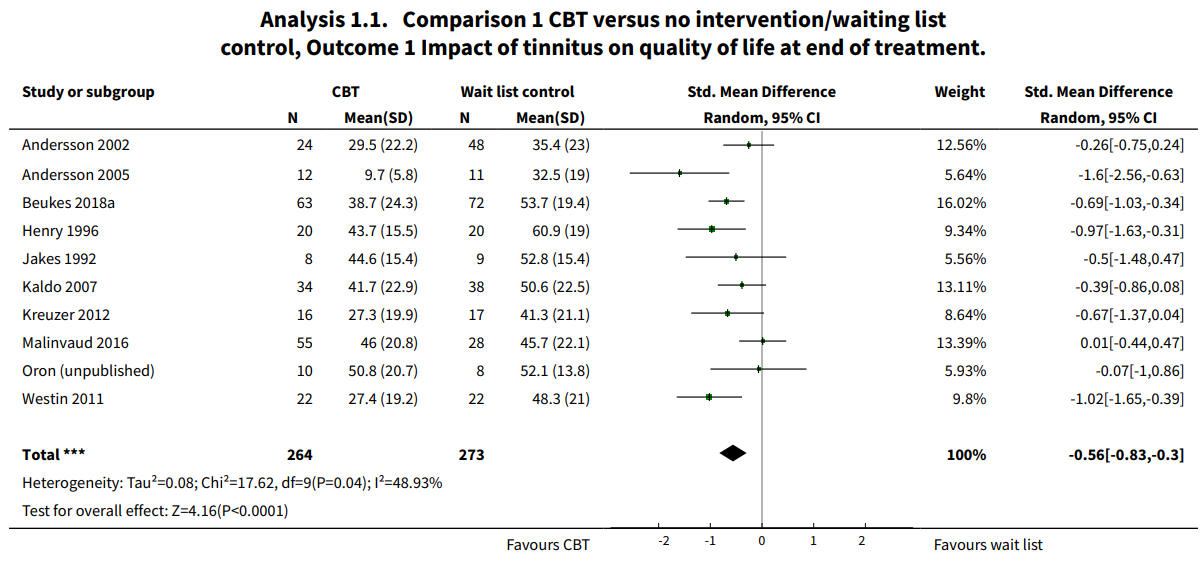 Analysis 1.1. Comparison 1 CBT versus no intervention/waiting list
control, Outcome 1 Impact of tinnitus on quality of life at end of treatment.
Study or subgroup CBT Wait list control Std. Mean Difference Weight Std. Mean Difference
N Mean(SD) N Mean(SD) Random, 95% CI Random, 95% CI
Andersson 2002 24 29.5 (22.2) 48 35.4 (23) 12.56% -0.26[-0.75,0.24]
Andersson 2005 12 9.7 (5.8) 11 32.5 (19) 5.64% -1.6[-2.56,-0.63]
Beukes 2018a 63 38.7 (24.3) 72 53.7 (19.4) 16.02% -0.69[-1.03,-0.34]
Henry 1996 20 43.7 (15.5) 20 60.9 (19) 9.34% -0.97[-1.63,-0.31]
Jakes 1992 8 44.6 (15.4) 9 52.8 (15.4) 5.56% -0.5[-1.48,0.47]
Kaldo 2007 34 41.7 (22.9) 38 50.6 (22.5) 13.11% -0.39[-0.86,0.08]
Kreuzer 2012 16 27.3 (19.9) 17 41.3 (21.1) 8.64% -0.67[-1.37,0.04]
Malinvaud 2016 55 46 (20.8) 28 45.7 (22.1) 13.39% 0.01[-0.44,0.47]
Oron (unpublished) 10 50.8 (20.7) 8 52.1 (13.8) 5.93% -0.07[-1,0.86]
Westin 2011 22 27.4 (19.2) 22 48.3 (21) 9.8% -1.02[-1.65,-0.39]
Total *** 264 273 100% -0.56[-0.83,-0.3]
Heterogeneity: Tau²=0.08; Chi²=17.62, df=9(P=0.04); I²=48.93%
Test for overall effect: Z=4.16(P<0.0001)
Favours CBT -2 -1 0 1 2 Favours wait list